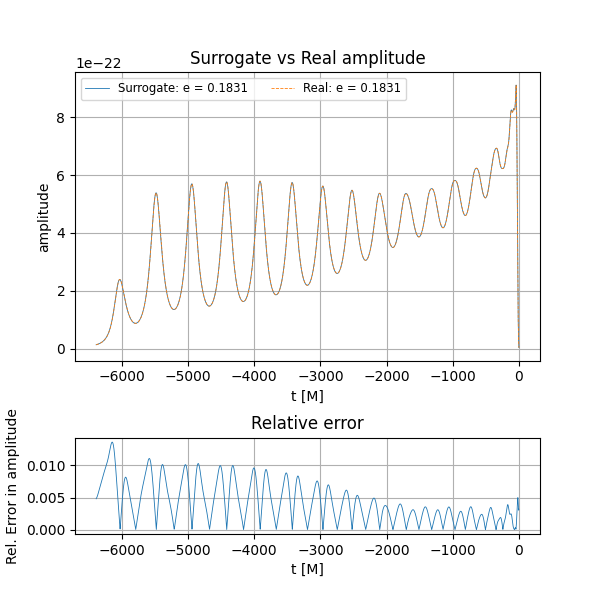 Surrogate vs Real amplitude
1e−22
Surrogate: e = 0.1831
Real: e = 0.1831
8
6
4
2
0
amplitude
−6000 −5000 −4000 −3000 −2000 −1000 0
t [M]
Relative error
0.010
0.005
0.000
Rel. Error in amplitude
−6000 −5000 −4000 −3000 −2000 −1000 0
t [M]